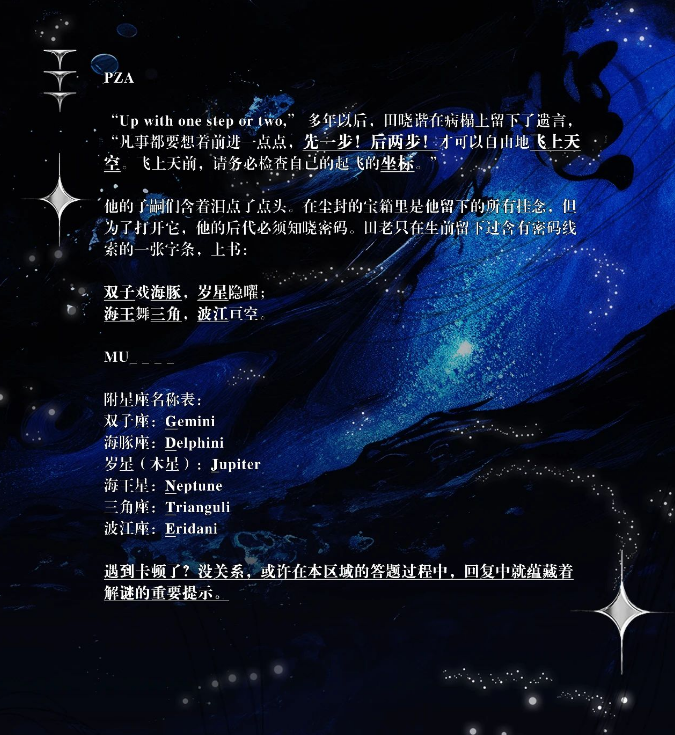 PZA
“Up with one step or two,” 多年以后，田晓谐在病榻上留下了遗言，
“凡事都要想着前进一点点，先一步！后两步！才可以自由地飞上天
空。飞上天前，请务必检查自己的起飞的坐标。”
他的子嗣们含着泪点了点头。在尘封的宝箱里是他留下的所有挂念，但
为了打开它，他的后代必须知晓密码。田老只在生前留下过含有密码线
索的一张字条，上书：
双子戏海豚，岁星隐曜；
海王舞三角，波江亘空。
MU_ _ _ _
附星座名称表：
双子座：Gemini
海豚座：Delphini
岁星（木星）：Jupiter
海王星：Neptune
三角座：Trianguli
波江座：Eridani
遇到卡顿了？没关系，或许在本区域的答题过程中，回复中就蕴藏着
解谜的重要提示。